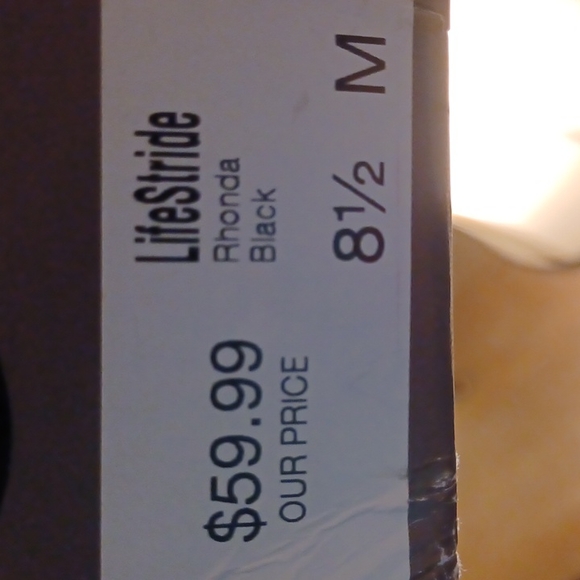 LifeStride
Rhonda
Black
8½ M
$59.99
OUR PRICE